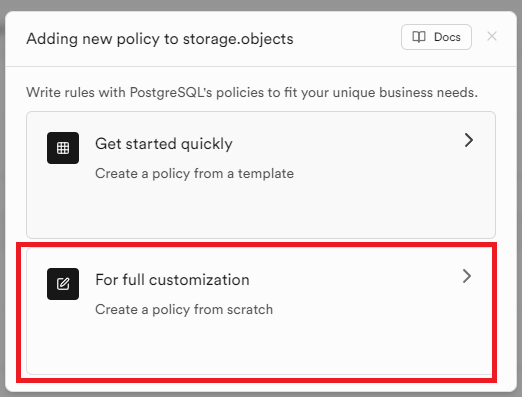 Adding new policy to storage.objects
Docs
Write rules with PostgreSQL's policies to fit your unique business needs.
Get started quickly
Create a policy from a template
For full customization
Create a policy from scratch